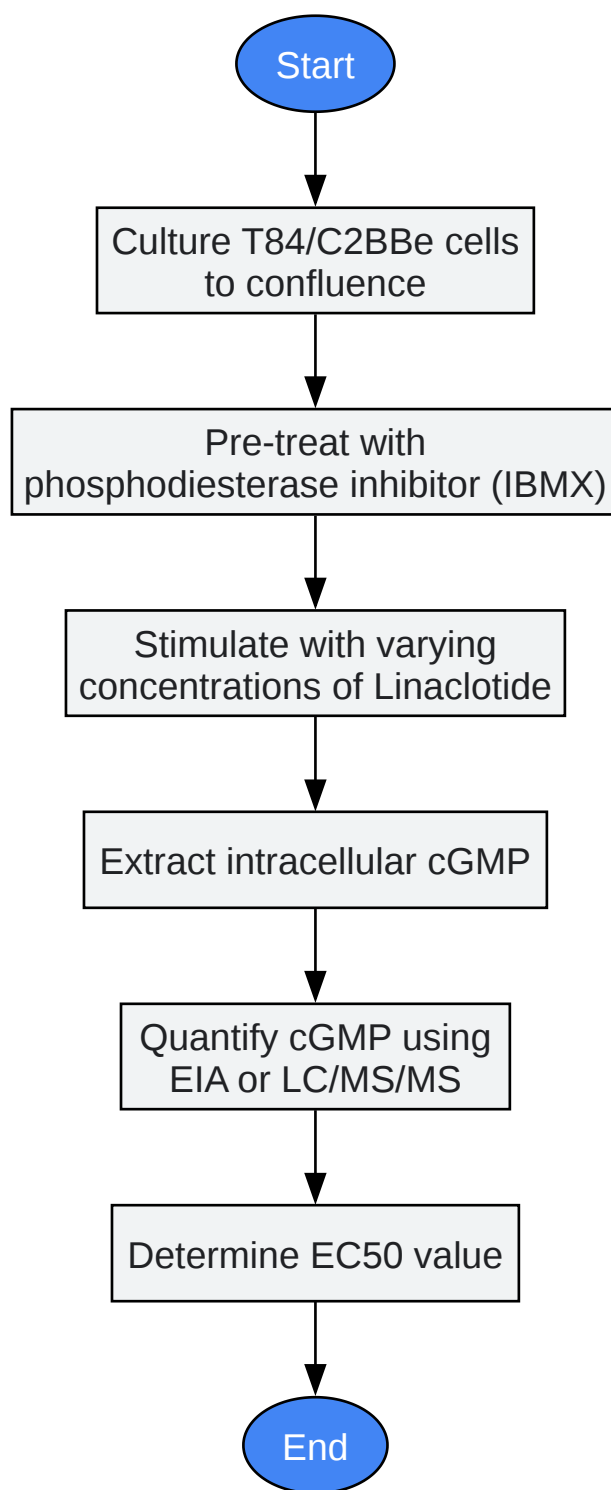 Start
Culture T84/C2BBe cells
to confluence
Pre-treat with
phosphodiesterase inhibitor (IBMX)
Stimulate with varying
concentrations of Linaclotide
Extract intracellular cGMP
Quantify cGMP using
EIA or LC/MS/MS
Determine EC50 value
End